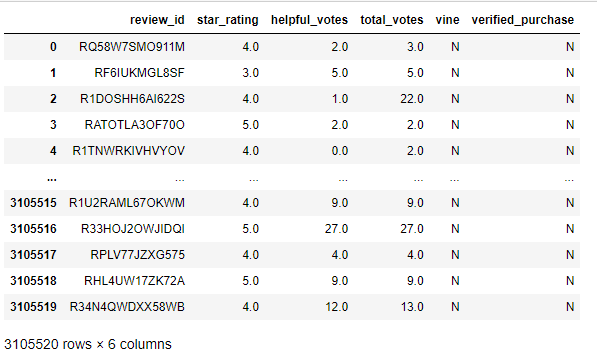 review_id star_rating helpful_votes total_votes vine verified_purchase
0 RQ58W7SMO911M 4.0 2.0 3.0 N N
1 RF6IUKMGL8SF 3.0 5.0 5.0 N N
2 R1DOSHH6AI622S 4.0 1.0 22.0 N N
3 RATOTLA3OF70O 5.0 2.0 2.0 N N
4 R1TNWRKIVHVYOV 4.0 0.0 2.0 N N
... ... ... ... ... ... ...
3105515 R1U2RAML67OKWM 4.0 9.0 9.0 N N
3105516 R33HOJ2OWJIDQI 5.0 27.0 27.0 N N
3105517 RPLV77JZXG575 4.0 4.0 4.0 N N
3105518 RHL4UW17ZK72A 5.0 9.0 9.0 N N
3105519 R34N4QWDXX58WB 4.0 12.0 13.0 N N
3105520 rows × 6 columns